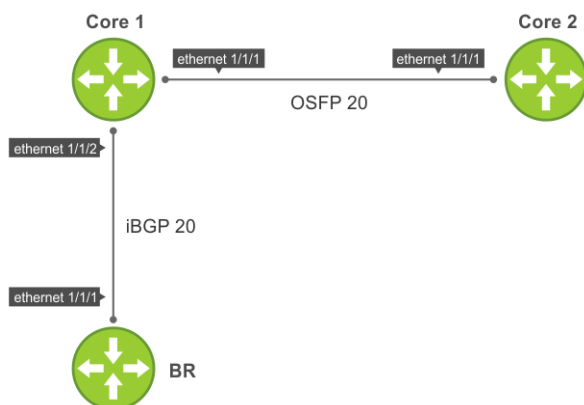 Core 1
Core 2
ethernet 1/1/1
ethernet 1/1/1
OSFP 20
ethernet 1/1/2
iBGP 20
ethernet 1/1/1
BR